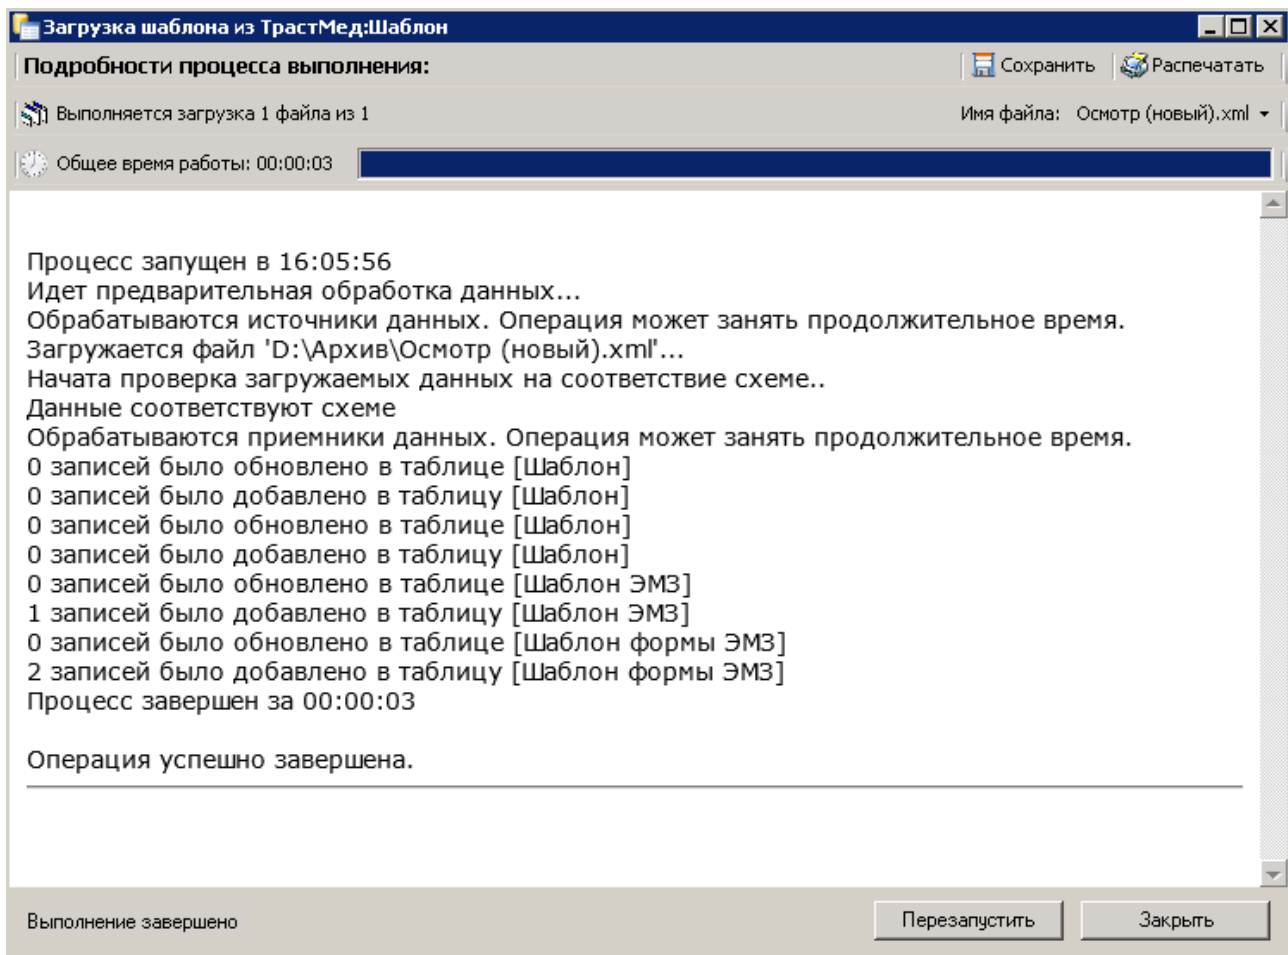 Загрузка шаблона из ТрастМед:Шаблон
Подробности процесса выполнения:
Сохранить
Распечатать
Выполняется загрузка 1 файла из 1
Имя файла: Осмотр (новый).xml
Общее время работы: 00:00:03
Процесс запущен в 16:05:56
Идет предварительная обработка данных...
Обрабатываются источники данных. Операция может занять продолжительное время.
Загружается файл 'D:\Архив\Осмотр (новый).xml'...
Начата проверка загружаемых данных на соответствие схеме..
Данные соответствуют схеме
Обрабатываются приемники данных. Операция может занять продолжительное время.
0 записей было обновлено в таблице [Шаблон]
0 записей было добавлено в таблицу [Шаблон]
0 записей было обновлено в таблице [Шаблон]
0 записей было добавлено в таблицу [Шаблон]
0 записей было обновлено в таблице [Шаблон ЭМЗ]
1 записей было добавлено в таблицу [Шаблон ЭМЗ]
0 записей было обновлено в таблице [Шаблон формы ЭМЗ]
2 записей было добавлено в таблицу [Шаблон формы ЭМЗ]
Процесс завершен за 00:00:03
Операция успешно завершена.
Выполнение завершено
Перезапустить
Закрыть